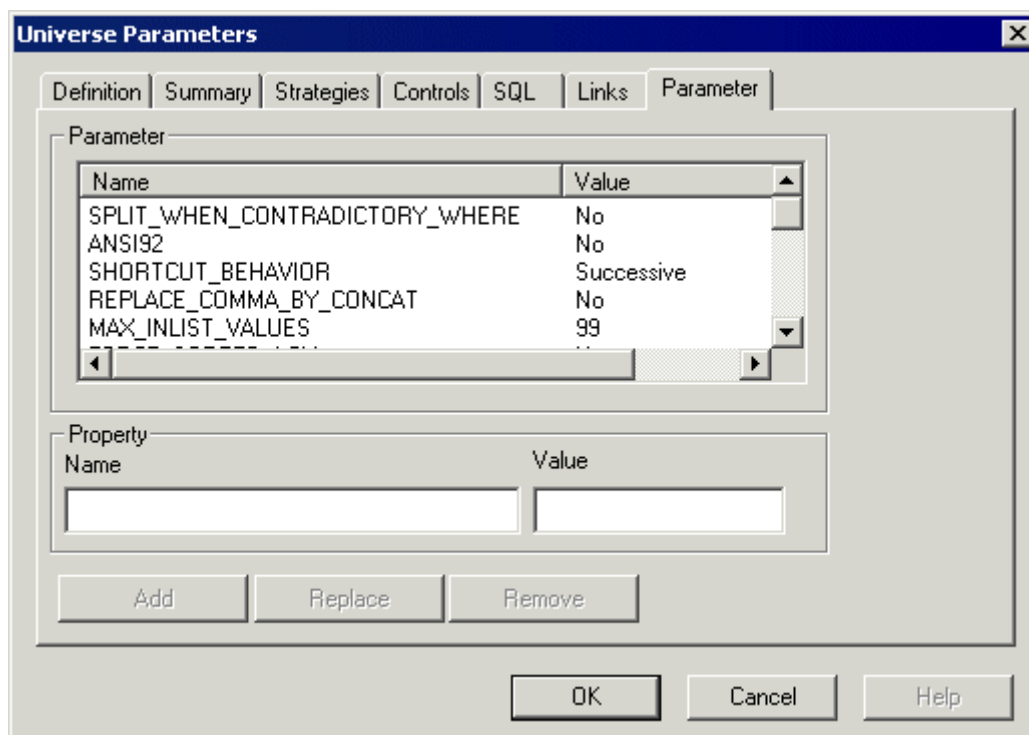 Universe Parameters
Definition Summary Strategies Controls SQL Links Parameter
Parameter
Name Value
SPLIT_WHEN_CONTRADICTORY_WHERE No
ANSI92 No
SHORTCUT_BEHAVIOR Successive
REPLACE_COMMA_BY_CONCAT No
MAX_INLIST_VALUES 99
Property
Name Value
Add Replace Remove
OK Cancel Help